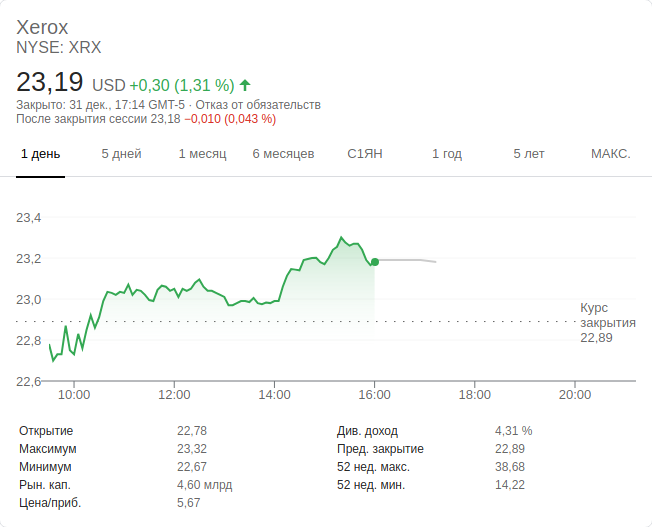 Xerox
NYSE: XRX
23,19 USD +0,30 (1,31 %)
Закрыто: 31 дек., 17:14 GMT-5 · Отказ от обязательств
После закрытия сессии 23,18 −0,010 (0,043 %)
1 день 5 дней 1 месяц 6 месяцев С1ЯН 1 год 5 лет МАКС.
23,4
23,2
23,0
Курс
закрытия
22,89
22,8
22,6
10:00 12:00 14:00 16:00 18:00 20:00
Открытие 22,78 Див. доход 4,31 %
Максимум 23,32 Пред. закрытие 22,89
Минимум 22,67 52 нед. макс. 38,68
Рын. кап. 4,60 млрд 52 нед. мин. 14,22
Цена/приб. 5,67